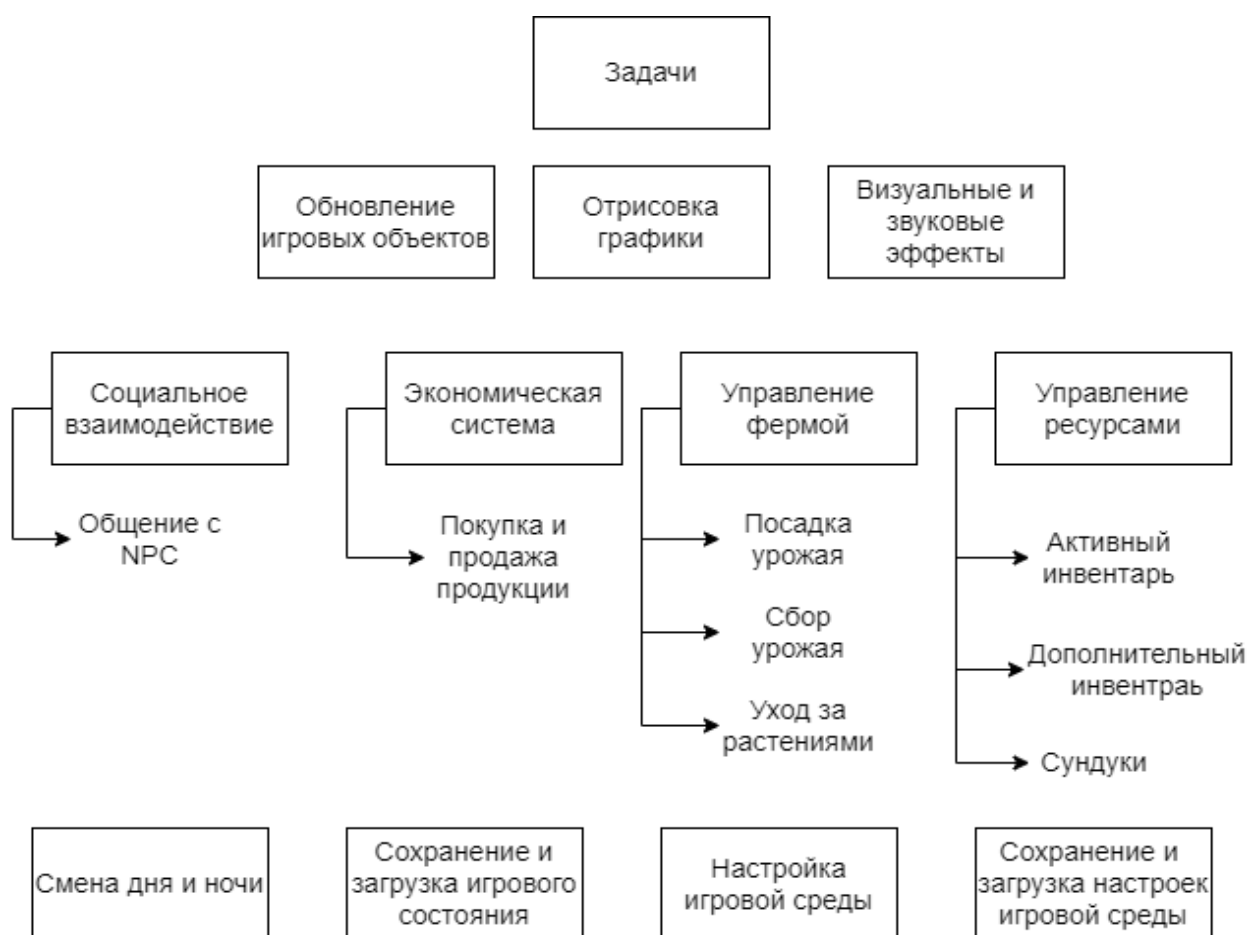 Задачи
Обновление
игровых объектов
Отрисовка
графики
Визуальные и
звуковые
эффекты
Социальное
взаимодействие
Экономическая
система
Управление
фермой
Управление
ресурсами
Общение с
NPC
Покупка и
продажа
продукции
Посадка
урожая
Сбор
урожая
Уход за
растениями
Активный
инвентарь
Дополнительный
инвентраь
Сундуки
Смена дня и ночи
Сохранение и
загрузка игрового
состояния
Настройка
игровой среды
Сохранение и
загрузка настроек
игровой среды